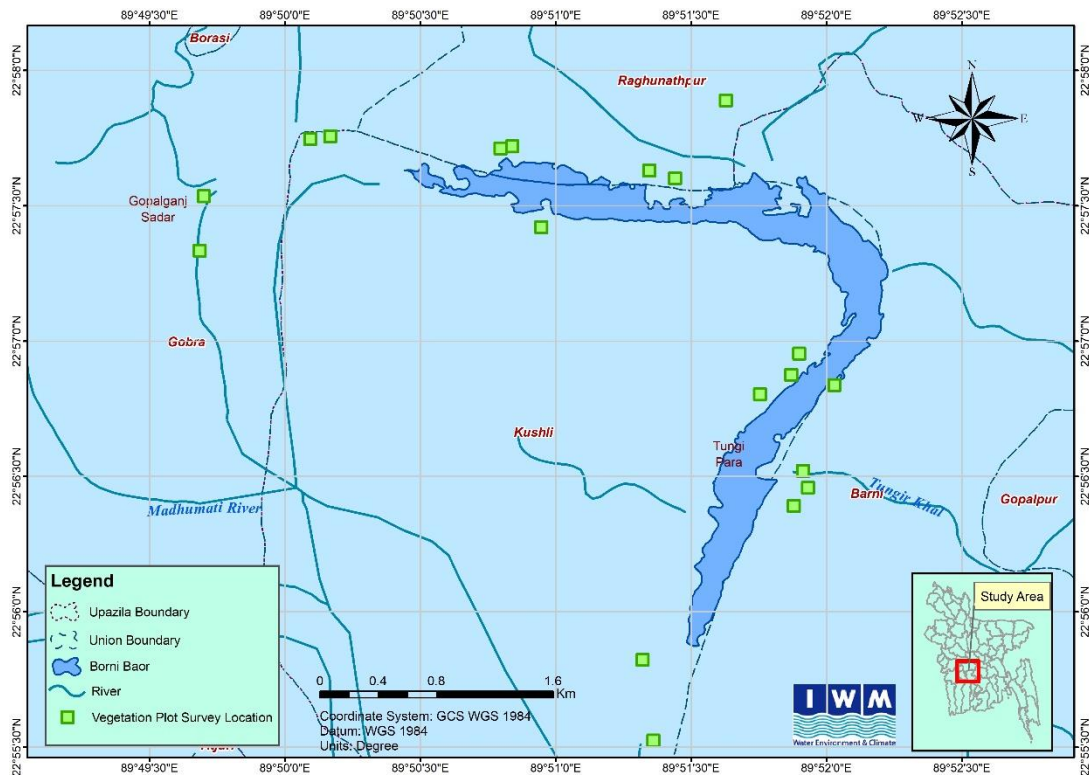 89°49'30"E 89°50'0"E 89°50'30"E 89°51'0"E 89°51'30"E 89°52'0"E 89°52'30"E
22°58'0"N
22°58'0"N
22°57'30"N
22°57'30"N
22°57'0"N
22°57'0"N
22°56'30"N
22°56'30"N
22°56'0"N
22°56'0"N
22°55'30"N
22°55'30"N
Borasi
Raghunathpur
N
W
E
S
Gopalganj
Sadar
Gobra
Kushli
Tungi
Para
Barni
Tungir Khal
Gopalpur
Madhumati River
Legend
Upazila Boundary
Union Boundary
Borni Baor
River
Vegetation Plot Survey Location
0 0.4 0.8 1.6
Km
Coordinate System: GCS WGS 1984
Datum: WGS 1984
Units: Degree
IWM
Water Environment & Climate
Study Area
89°49'30"E 89°50'0"E 89°50'30"E 89°51'0"E 89°51'30"E 89°52'0"E 89°52'30"E